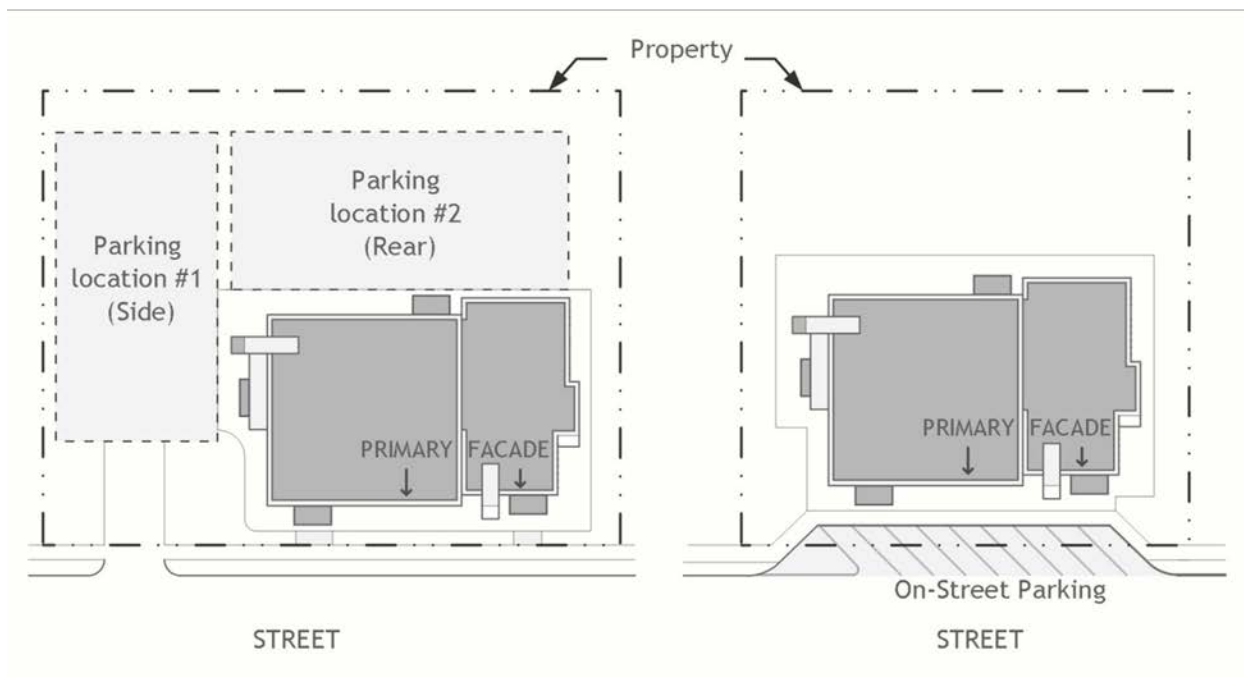 Property
Parking
location #2
(Rear)
Parking
location #1
(Side)
PRIMARY FACADE
PRIMARY FACADE
On-Street Parking
STREET
STREET